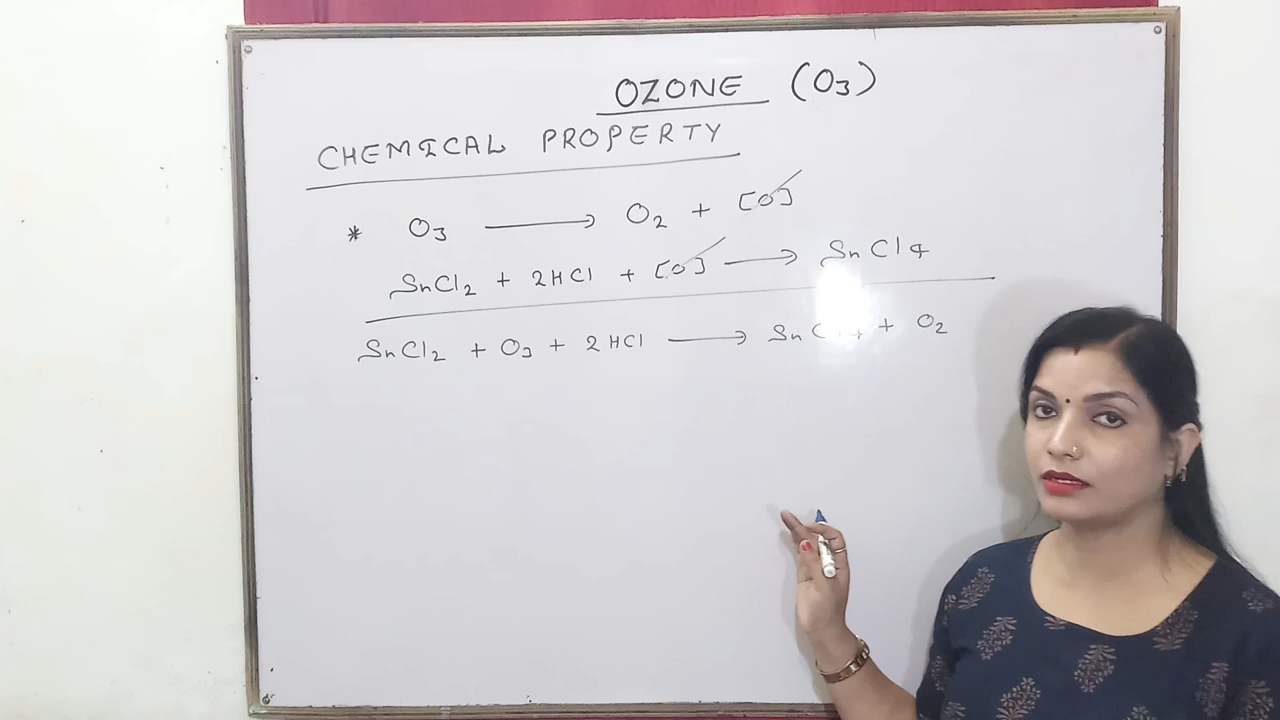 OZONE (O3)
CHEMICAL PROPERTY
* O3 ⟶ O2 + [O]
SnCl2 + 2HCl + [O] ⟶ SnCl4
SnCl2 + O3 + 2HCl ⟶ + O2